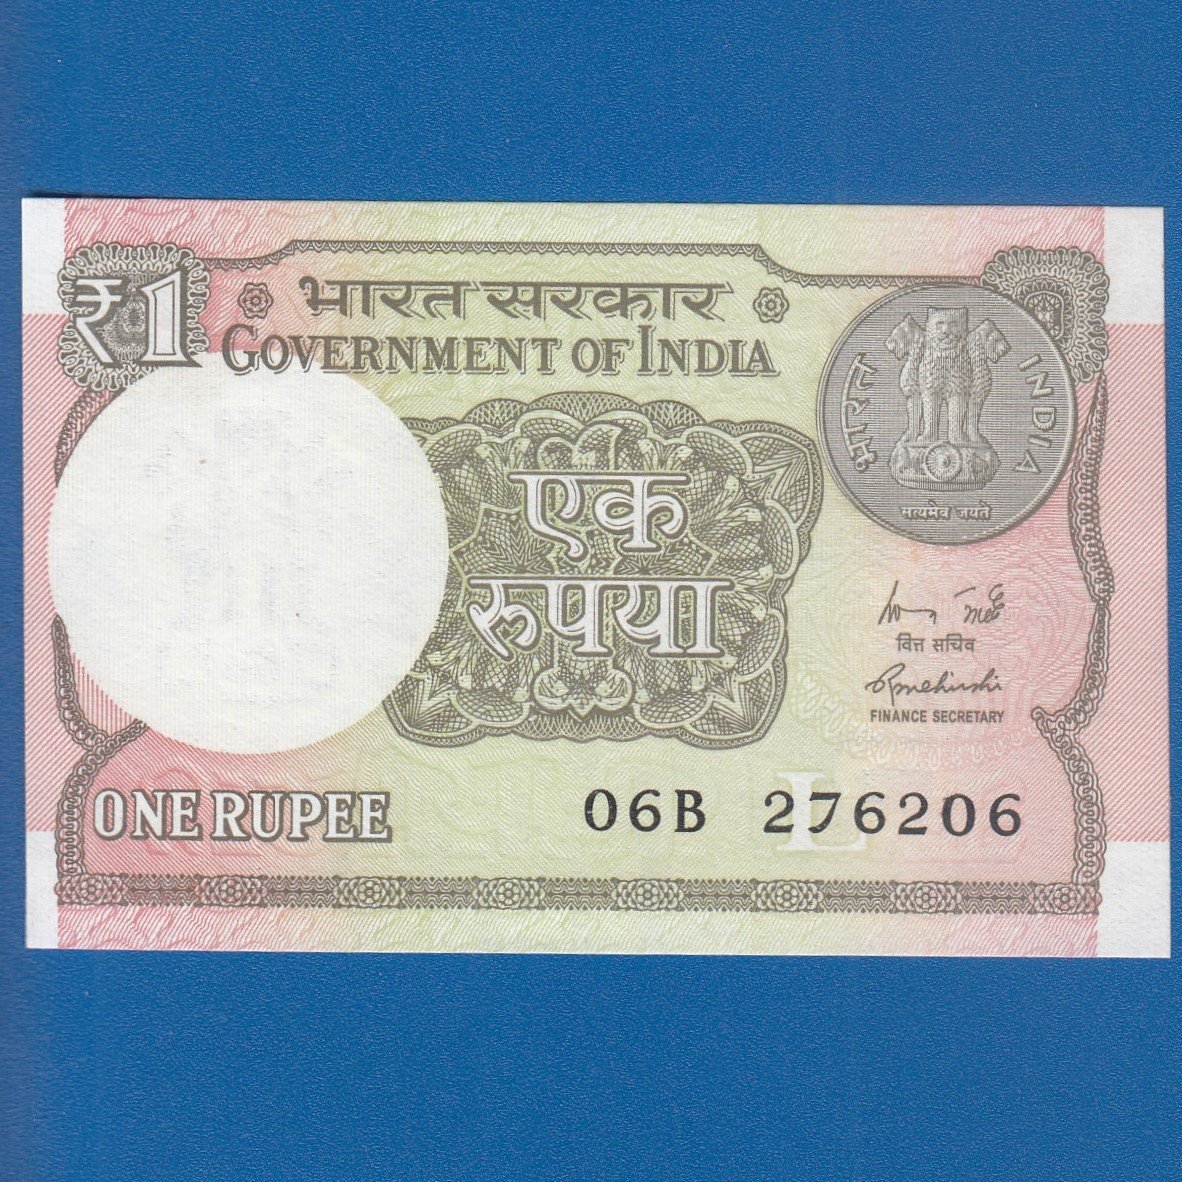 ₹1
भारत सरकार
GOVERNMENT OF INDIA
भारत
INDIA
सत्यमेव जयते
एक
रुपया
वित्त सचिव
FINANCE SECRETARY
ONE RUPEE
06B 276206
L